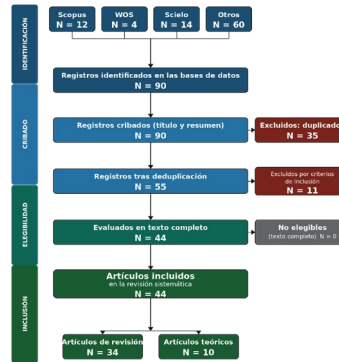 Scopus
N = 12
WOS
N = 4
Scielo
N = 14
Otros
N = 60
IDENTIFICACIÓN
Registros identificados en las bases de datos
N = 90
CRIBADO
Registros cribados (título y resumen)
N = 90
Excluidos: duplicado
N = 35
Registros tras deduplicación
N = 55
Excluidos por criterios
de inclusión
N = 11
ELEGIBILIDAD
Evaluados en texto completo
N = 44
No elegibles
(texto completo) N = 0
INCLUSIÓN
Artículos incluidos
en la revisión sistemática
N = 44
Artículos de revisión
N = 34
Artículos teóricos
N = 10